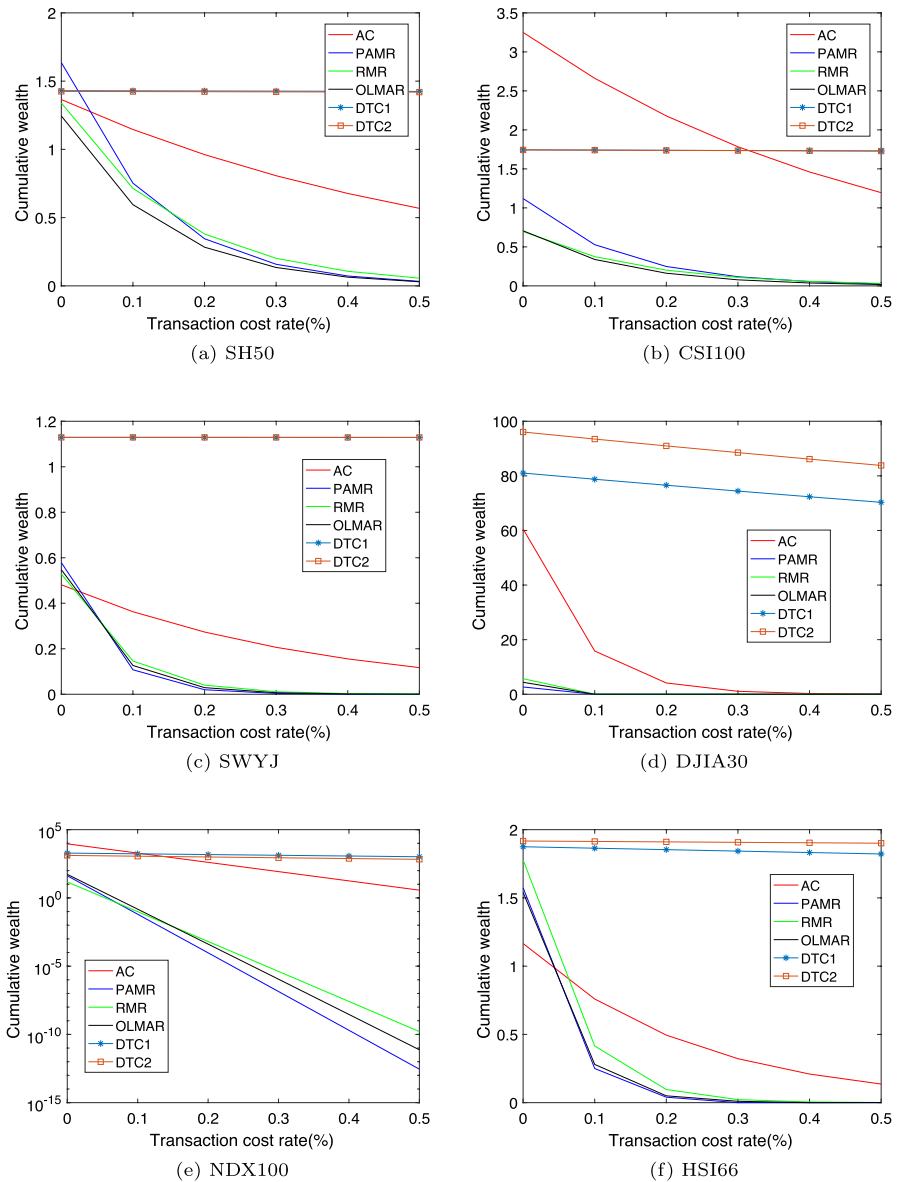 2
1.5
1
0.5
0
Cumulative wealth
AC
PAMR
RMR
OLMAR
DTC1
DTC2
0 0.1 0.2 0.3 0.4 0.5
Transaction cost rate(%)
(a) SH50
3.5
3
2.5
2
1.5
1
0.5
0
Cumulative wealth
AC
PAMR
RMR
OLMAR
DTC1
DTC2
0 0.1 0.2 0.3 0.4 0.5
Transaction cost rate(%)
(b) CSI100
1.2
1
0.8
0.6
0.4
0.2
0
Cumulative wealth
AC
PAMR
RMR
OLMAR
DTC1
DTC2
0 0.1 0.2 0.3 0.4 0.5
Transaction cost rate(%)
(c) SWYJ
100
80
60
40
20
0
Cumulative wealth
AC
PAMR
RMR
OLMAR
DTC1
DTC2
0 0.1 0.2 0.3 0.4 0.5
Transaction cost rate(%)
(d) DJIA30
10^5
10^0
10^-5
10^-10
10^-15
Cumulative wealth
AC
PAMR
RMR
OLMAR
DTC1
DTC2
0 0.1 0.2 0.3 0.4 0.5
Transaction cost rate(%)
(e) NDX100
2
1.5
1
0.5
0
Cumulative wealth
AC
PAMR
RMR
OLMAR
DTC1
DTC2
0 0.1 0.2 0.3 0.4 0.5
Transaction cost rate(%)
(f) HSI66